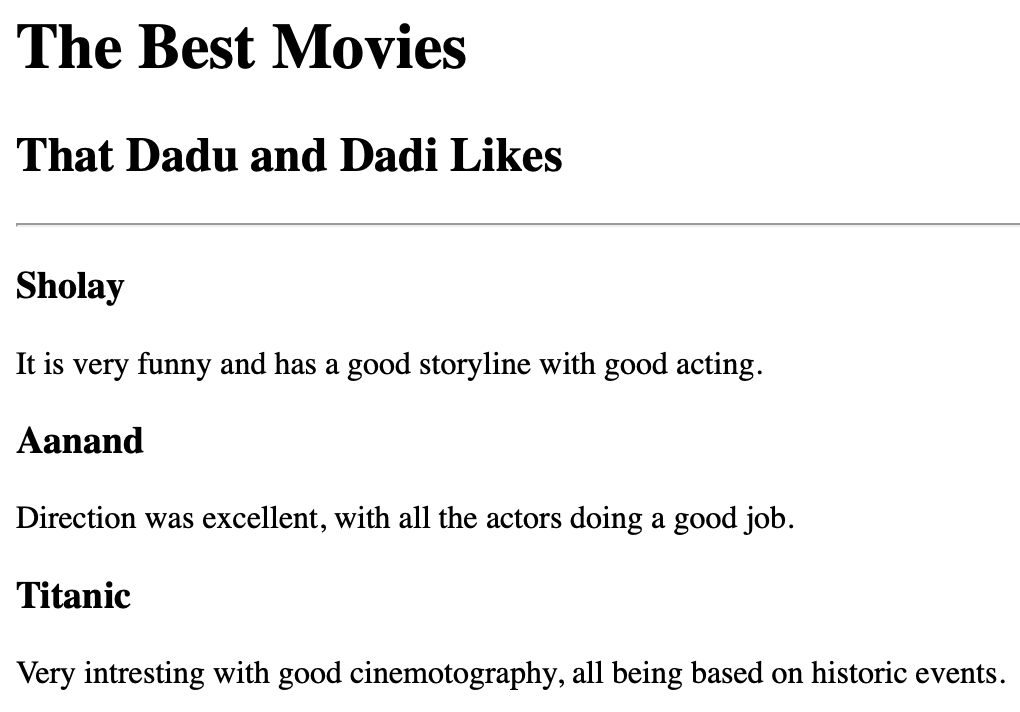 The Best Movies
That Dadu and Dadi Likes
Sholay
It is very funny and has a good storyline with good acting.
Aanand
Direction was excellent, with all the actors doing a good job.
Titanic
Very intresting with good cinemotography, all being based on historic events.